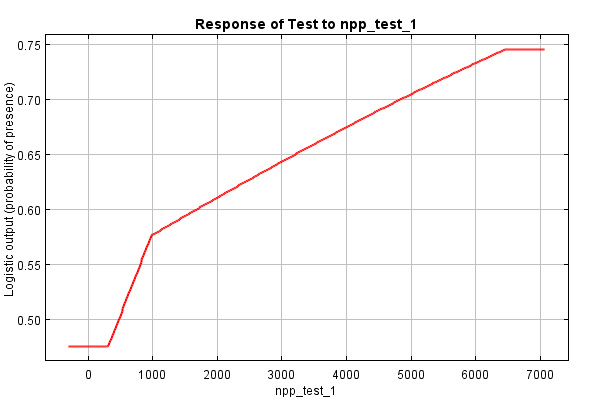 Response of Test to npp_test_1
Logistic output (probability of presence)
0.75
0.70
0.65
0.60
0.55
0.50
0 1000 2000 3000 4000 5000 6000 7000
npp_test_1